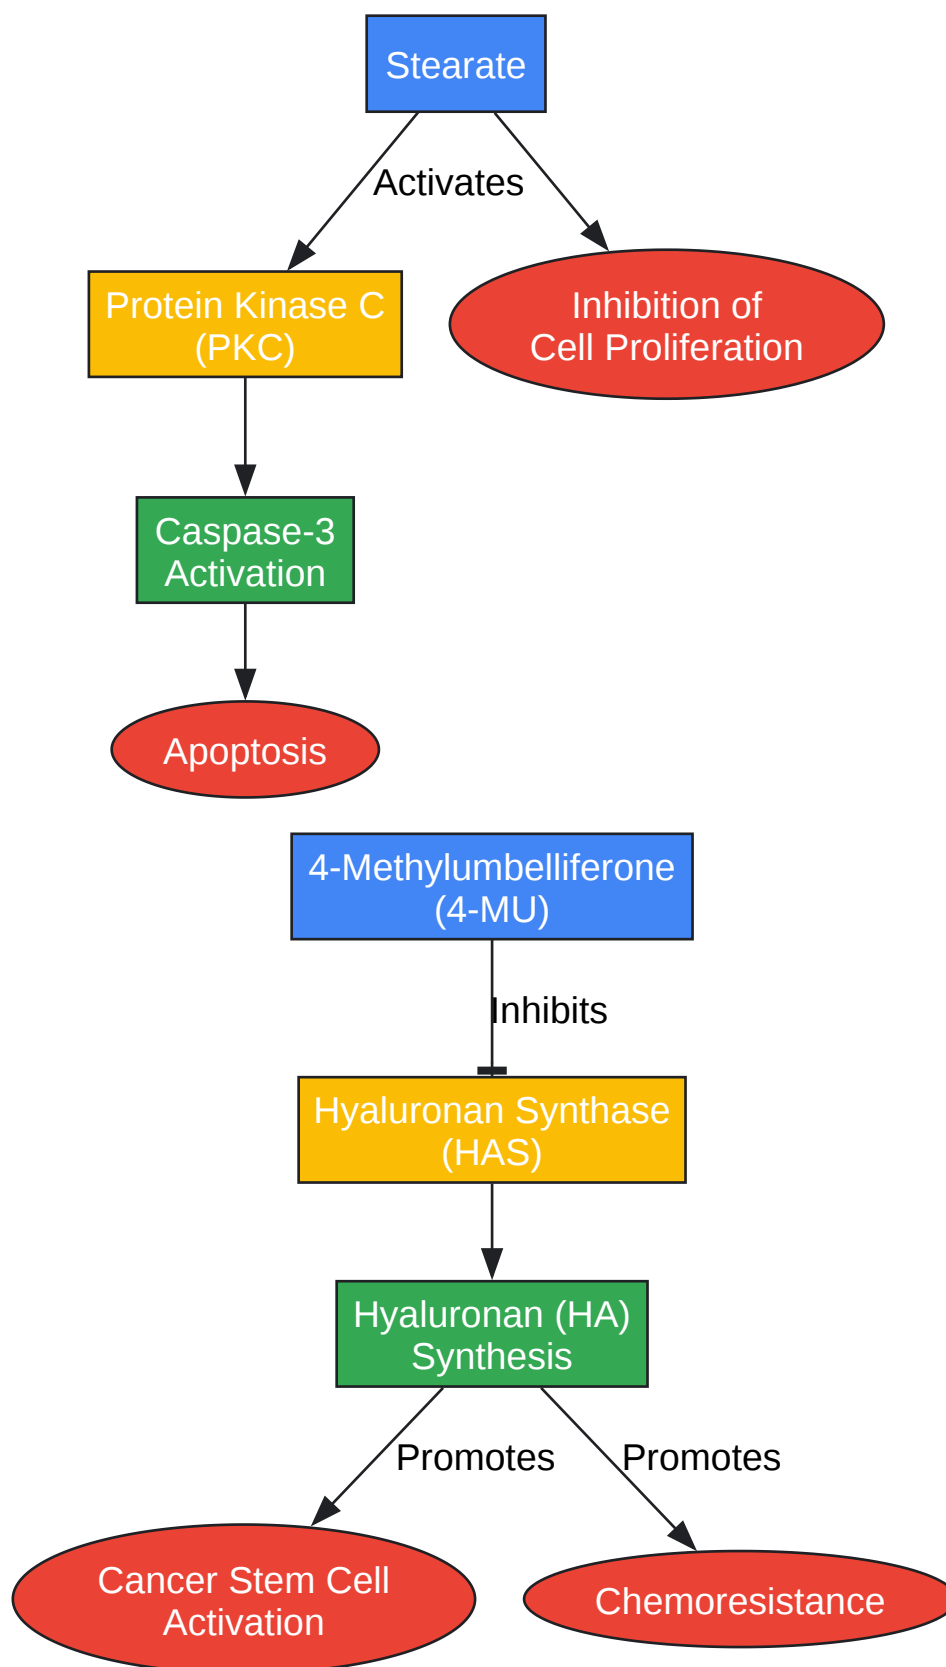 Stearate
Activates
Protein Kinase C
(PKC)
Inhibition of
Cell Proliferation
Caspase-3
Activation
Apoptosis
4-Methylumbelliferone
(4-MU)
Inhibits
Hyaluronan Synthase
(HAS)
Hyaluronan (HA)
Synthesis
Promotes
Promotes
Cancer Stem Cell
Activation
Chemoresistance